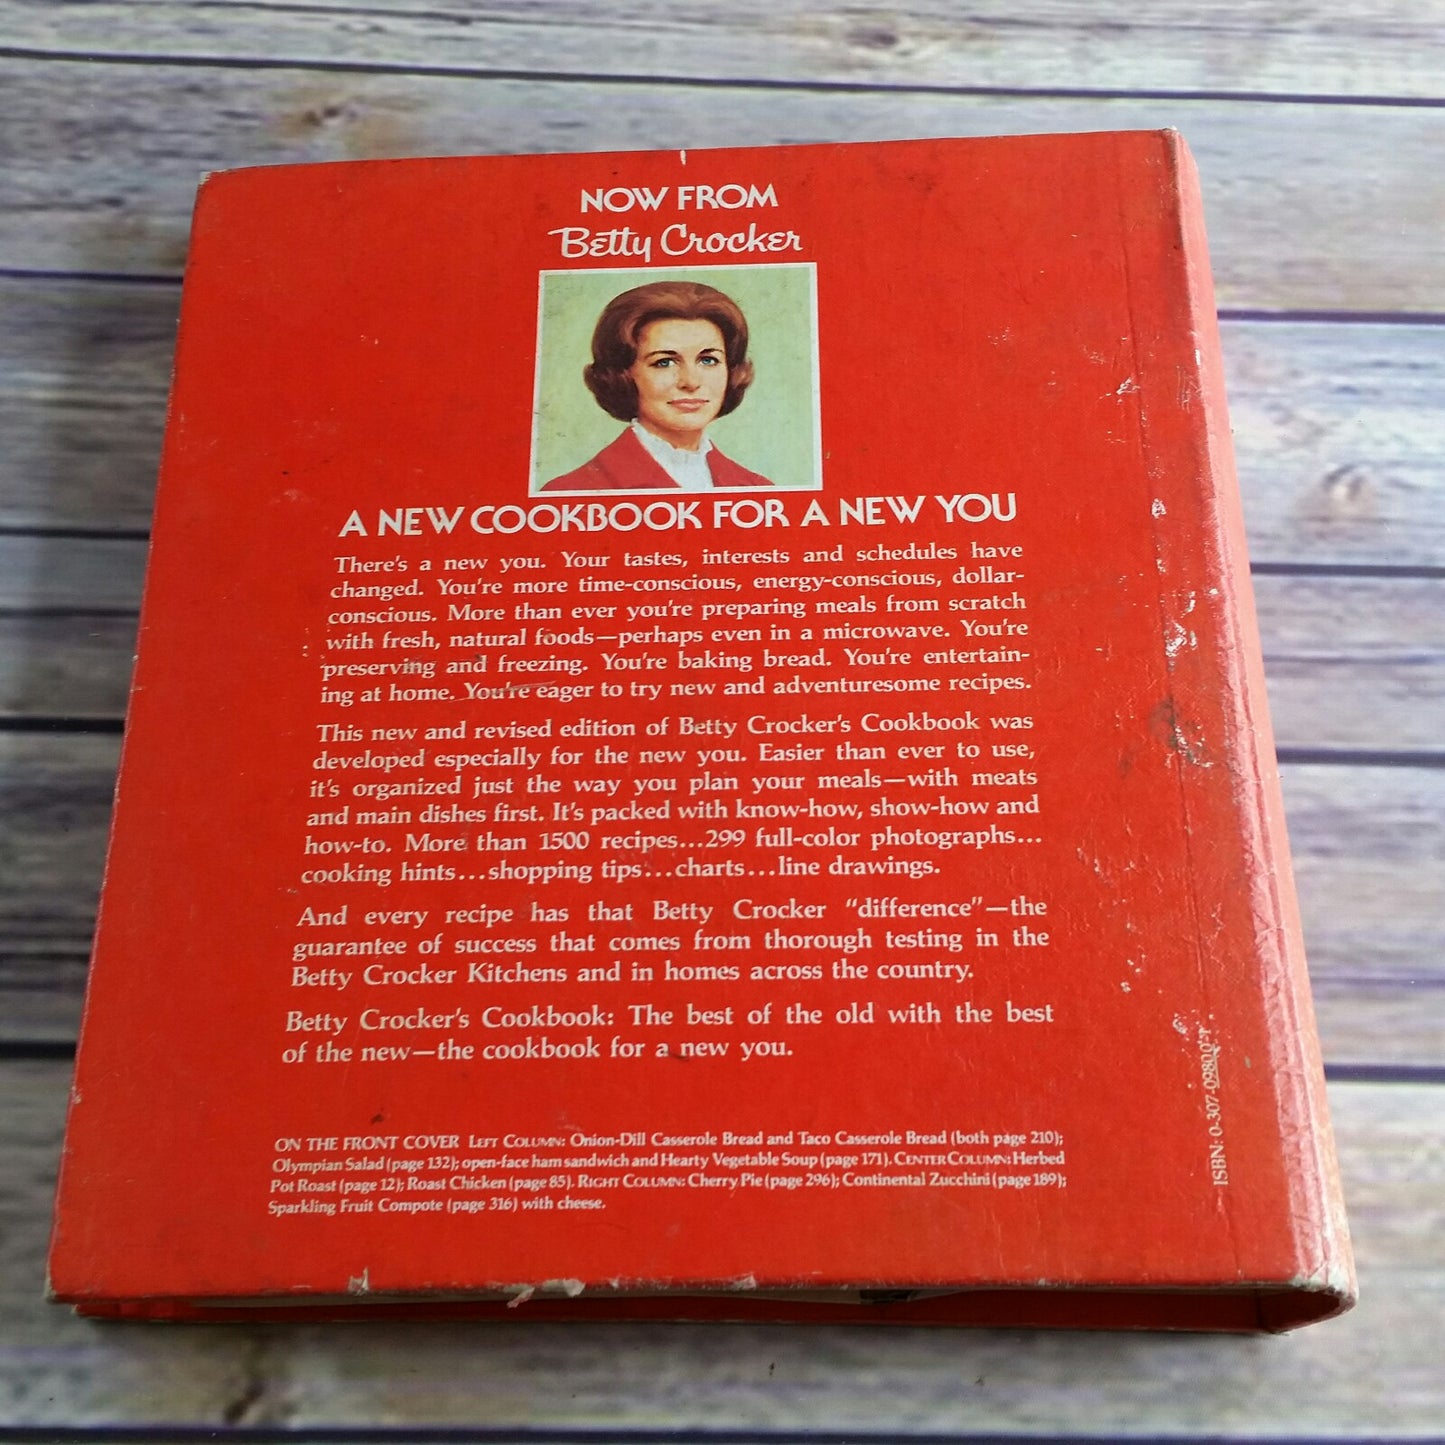 NOW FROM
Betty Crocker
A NEW COOKBOOK FOR A NEW YOU
There's a new you. Your tastes, interests and schedules have
changed. You're more time-conscious, energy-conscious, dollar-
conscious. More than ever you're preparing meals from scratch
with fresh, natural foods—perhaps even in a microwave. You're
preserving and freezing. You're baking bread. You're entertain-
ing at home. You're eager to try new and adventuresome recipes.
This new and revised edition of Betty Crocker's Cookbook was
developed especially for the new you. Easier than ever to use,
it's organized just the way you plan your meals—with meats
and main dishes first. It's packed with know-how, show-how and
how-to. More than 1500 recipes...299 full-color photographs...
cooking hints...shopping tips...charts...line drawings.
And every recipe has that Betty Crocker "difference"—the
guarantee of success that comes from thorough testing in the
Betty Crocker Kitchens and in homes across the country.
Betty Crocker's Cookbook: The best of the old with the best
of the new—the cookbook for a new you.
ON THE FRONT COVER LEFT COLUMN: Onion-Dill Casserole Bread and Taco Casserole Bread (both page 210);
Olympian Salad (page 132); open-face ham sandwich and Hearty Vegetable Soup (page 171). CENTER COLUMN: Herbed
Pot Roast (page 12); Roast Chicken (page 85). RIGHT COLUMN: Cherry Pie (page 296); Continental Zucchini (page 189);
Sparkling Fruit Compote (page 316) with cheese.
ISBN: